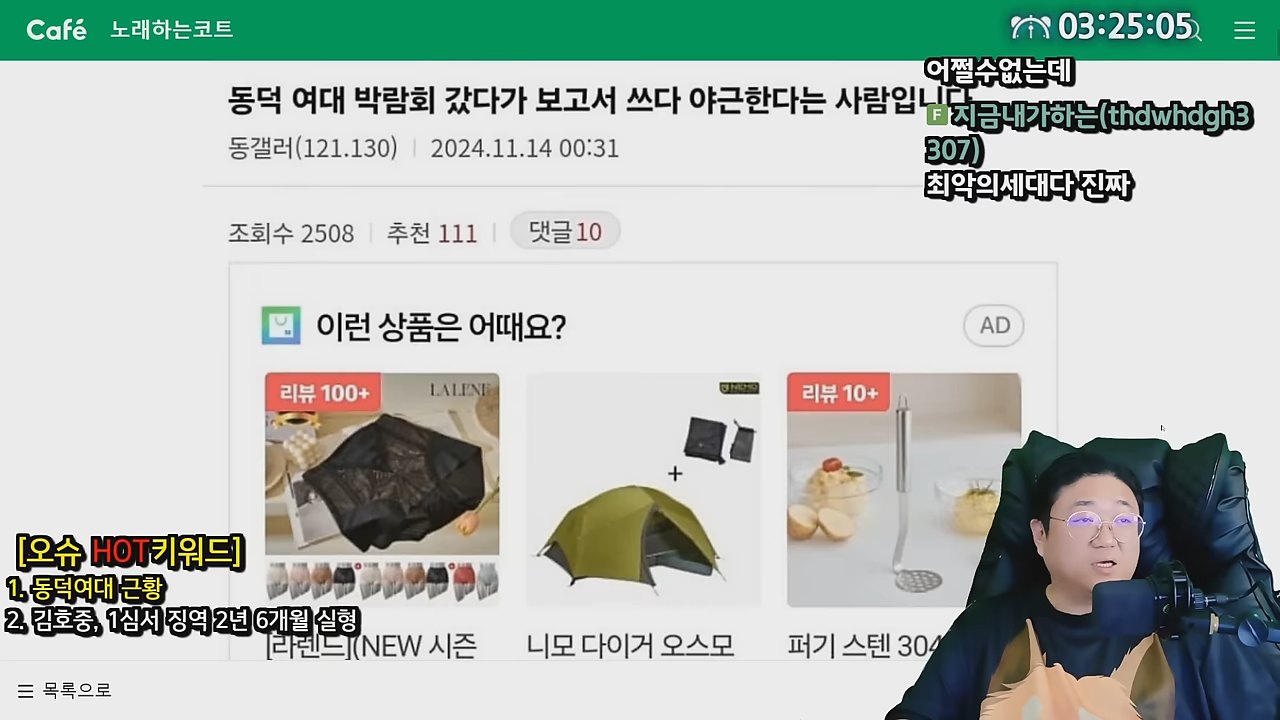 Café 노래하는코트
03:25:05
어쩔수없는데
F 지금내가하는(thdwhdgh3
307)
최악의세대다 진짜
동덕 여대 박람회 갔다가 보고서 쓰다 야근한다는 사람입니다
동갤러(121.130) 2024.11.14 00:31
조회수 2508 추천 111 댓글 10
이런 상품은 어때요?
AD
리뷰 100+
LALENE
NEMO
리뷰 10+
[라렌드](NEW 시즌
니모 다이거 오스모
퍼기 스텐 304
[오슈 HOT키워드]
1. 동덕여대 근황
2. 김호중, 1심서 징역 2년 6개월 실형
목록으로